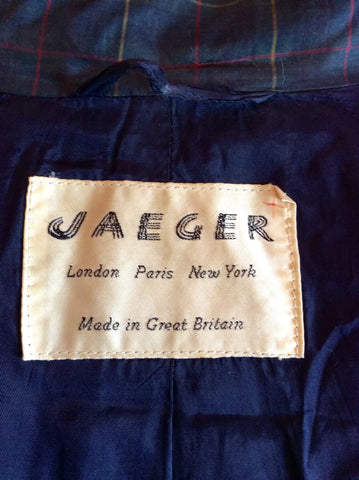 JAEGER
London Paris New York
Made in Great Britain